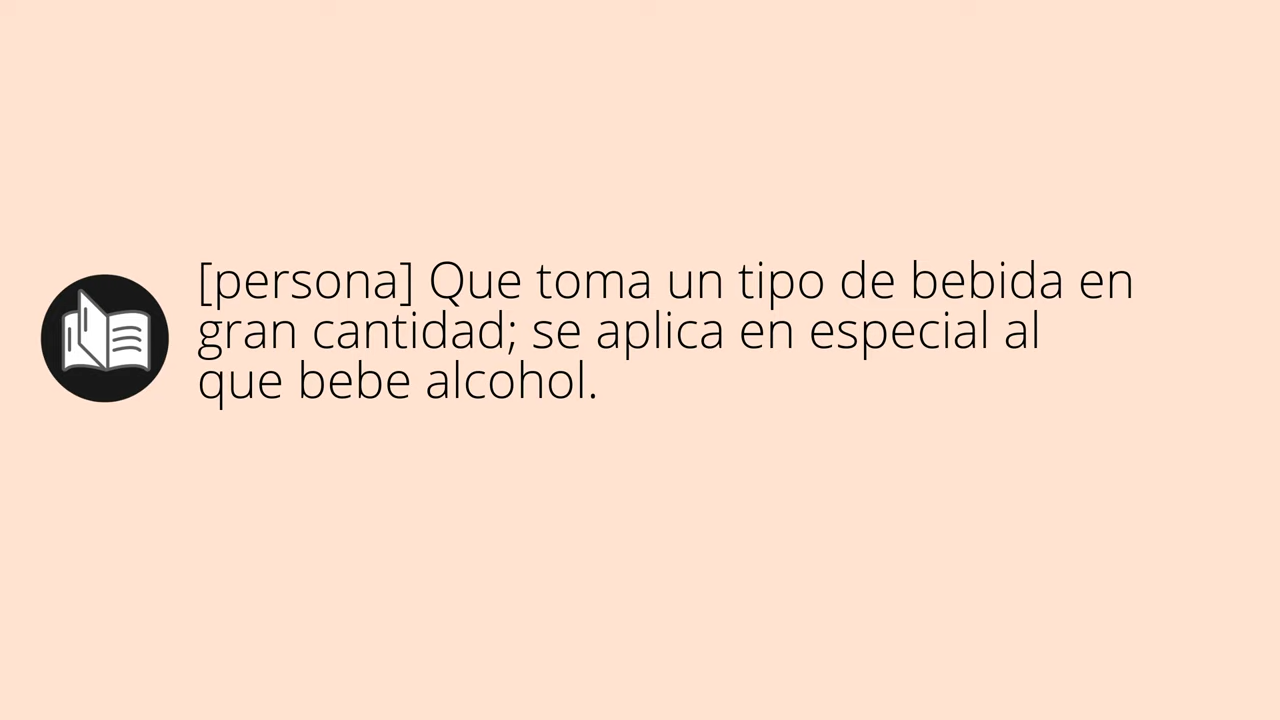 [persona] Que toma un tipo de bebida en
gran cantidad; se aplica en especial al
que bebe alcohol.